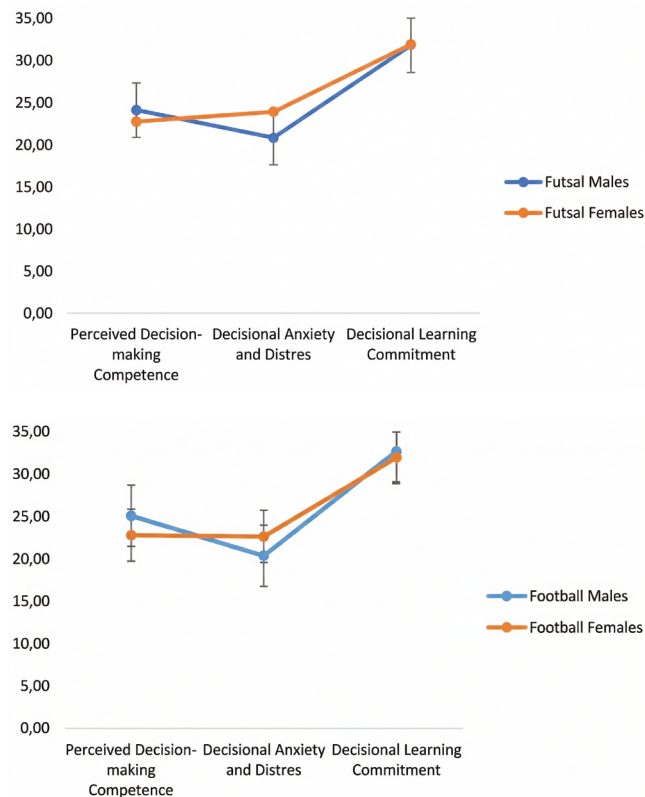 35,00
30,00
25,00
20,00
15,00
10,00
5,00
0,00
Perceived Decision-
making
Competence
Decisional Anxiety
and Distres
Decisional Learning
Commitment
Futsal Males
Futsal Females
35,00
30,00
25,00
20,00
15,00
10,00
5,00
0,00
Perceived Decision-
making
Competence
Decisional Anxiety
and Distres
Decisional Learning
Commitment
Football Males
Football Females